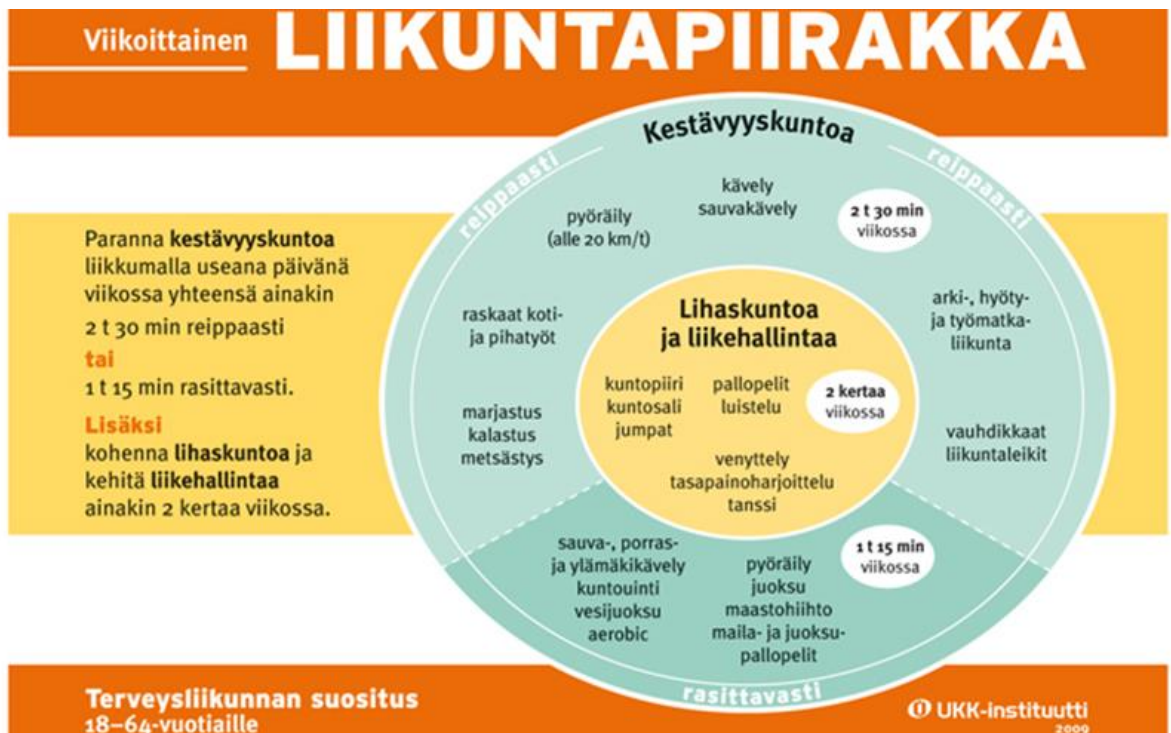 Viikoittainen LIIKUNTAPIIRAKKA
Paranna kestävyyskuntoa
liikkumalla useana päivänä
viikossa yhteensä ainakin
2 t 30 min reippaasti
tai
1 t 15 min rasittavasti.
Lisäksi
kohenna lihaskuntoa ja
kehitä liikehallintaa
ainakin 2 kertaa viikossa.
Kestävyyskuntoa
reippaasti
reippaasti
kävely
sauvakävely
2 t 30 min
viikossa
pyöräily
(alle 20 km/t)
raskaat koti-
ja pihatyöt
marjastus
kalastus
metsästys
arki-, hyöty-
ja työmatka-
liikunta
vauhdikkaat
liikuntaleikit
Lihaskuntoa
ja liikehallintaa
kuntopiiri
kuntosali
jumpat
pallopelit
luistelu
2 kertaa
viikossa
venyttely
tasapainoharjoittelu
tanssi
sauva-, porras-
ja ylämäkikävely
kuntouinti
vesijuoksu
aerobic
pyöräily
juoksu
maastohiihto
maila- ja juoksu-
pallopelit
1 t 15 min
viikossa
rasittavasti
Terveysliikunnan suositus
18–64-vuotiaille
UKK-instituutti
2009